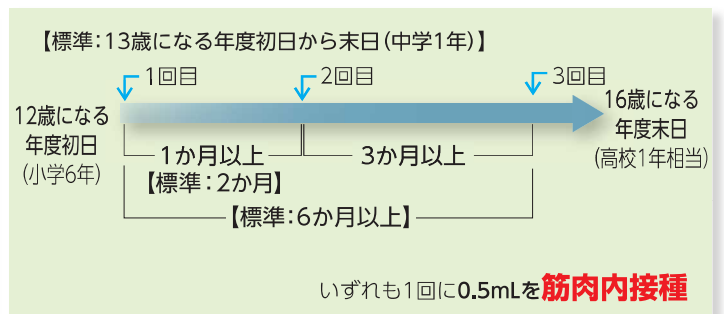 【標準：13歳になる年度初日から末日（中学1年）】
1回目
2回目
3回目
12歳になる
年度初日
（小学6年）
16歳になる
年度末日
（高校1年相当）
1か月以上
3か月以上
【標準：2か月】
【標準：6か月以上】
いずれも1回に0.5mLを筋肉内接種